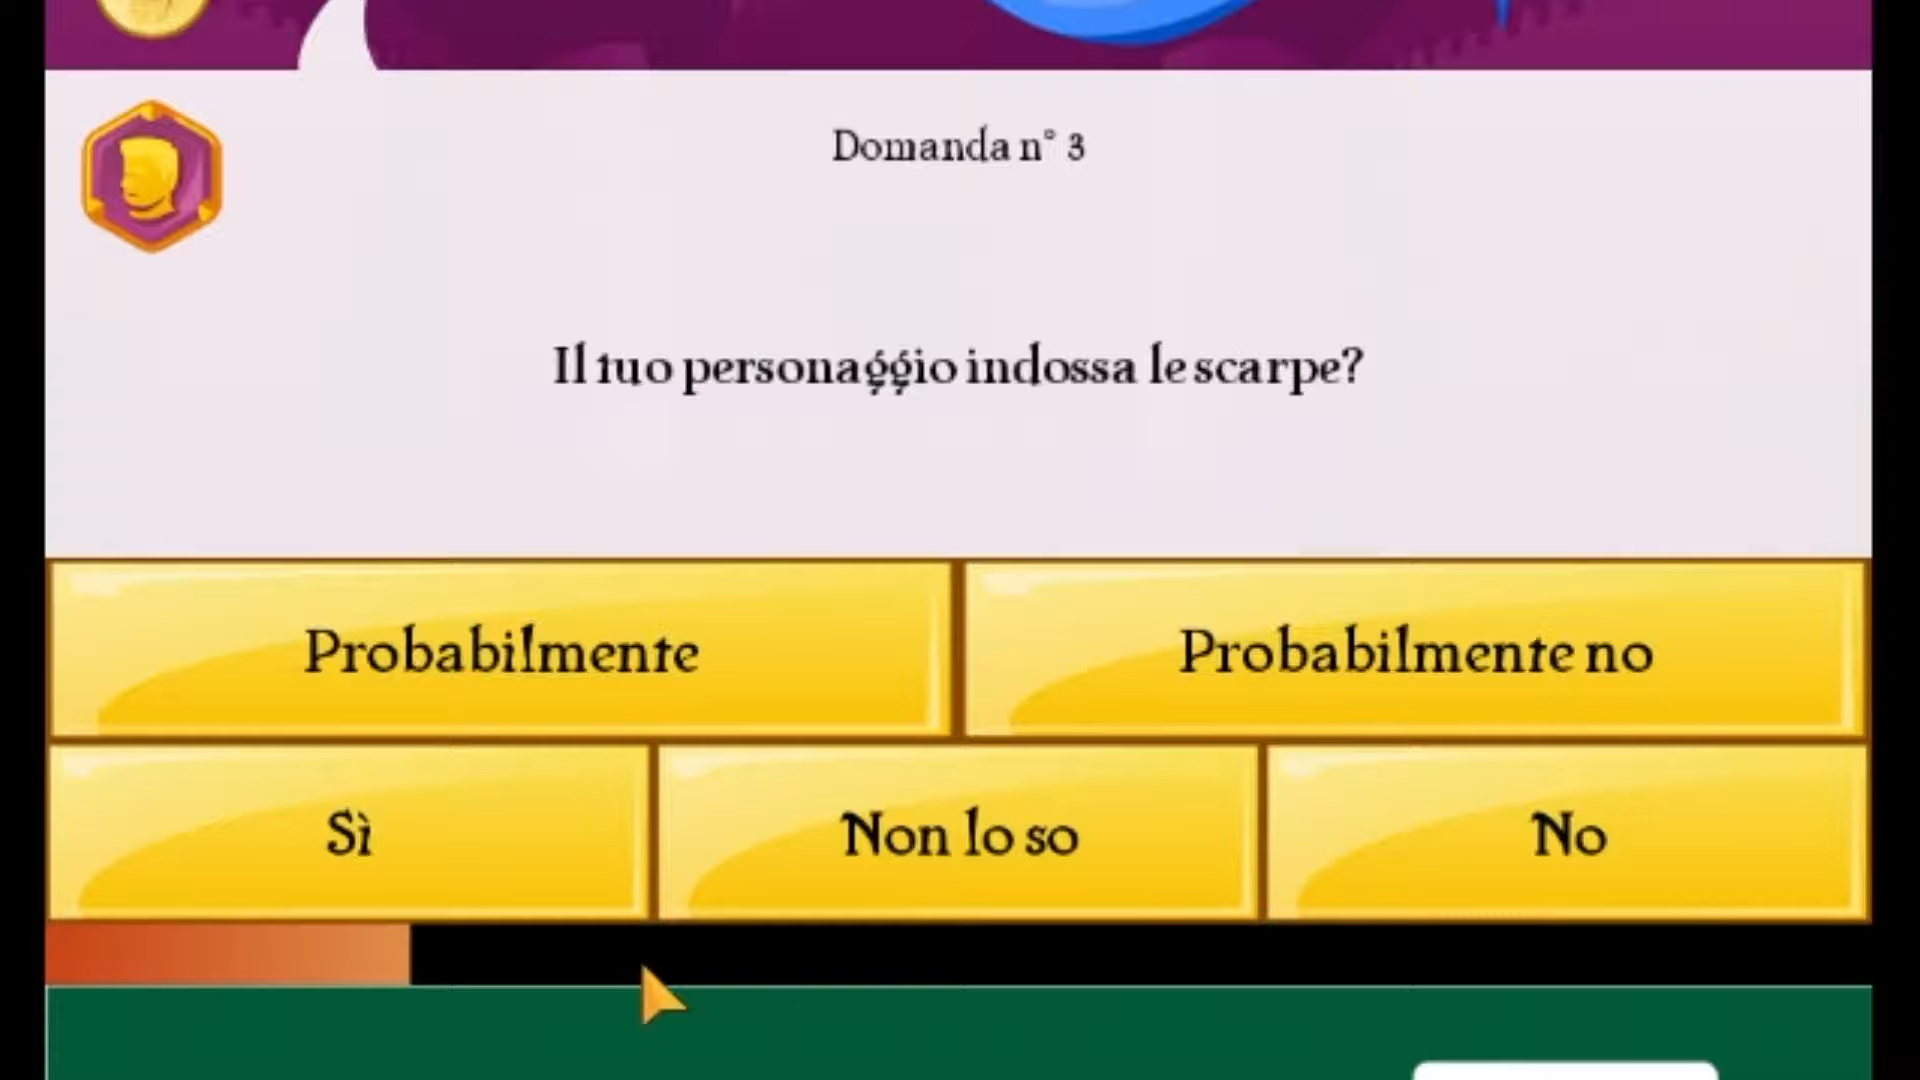 Domanda n° 3
Il tuo personaggio indossa le scarpe?
Probabilmente
Probabilmente no
Sì
Non lo so
No